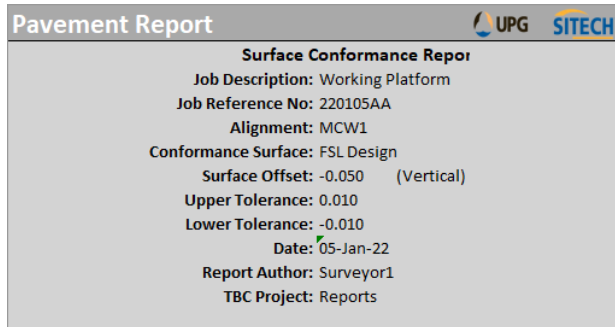 Pavement Report UPG SITECH
Surface Conformance Repor
Job Description: Working Platform
Job Reference No: 220105AA
Alignment: MCW1
Conformance Surface: FSL Design
Surface Offset: -0.050 (Vertical)
Upper Tolerance: 0.010
Lower Tolerance: -0.010
Date: 05-Jan-22
Report Author: Surveyor1
TBC Project: Reports